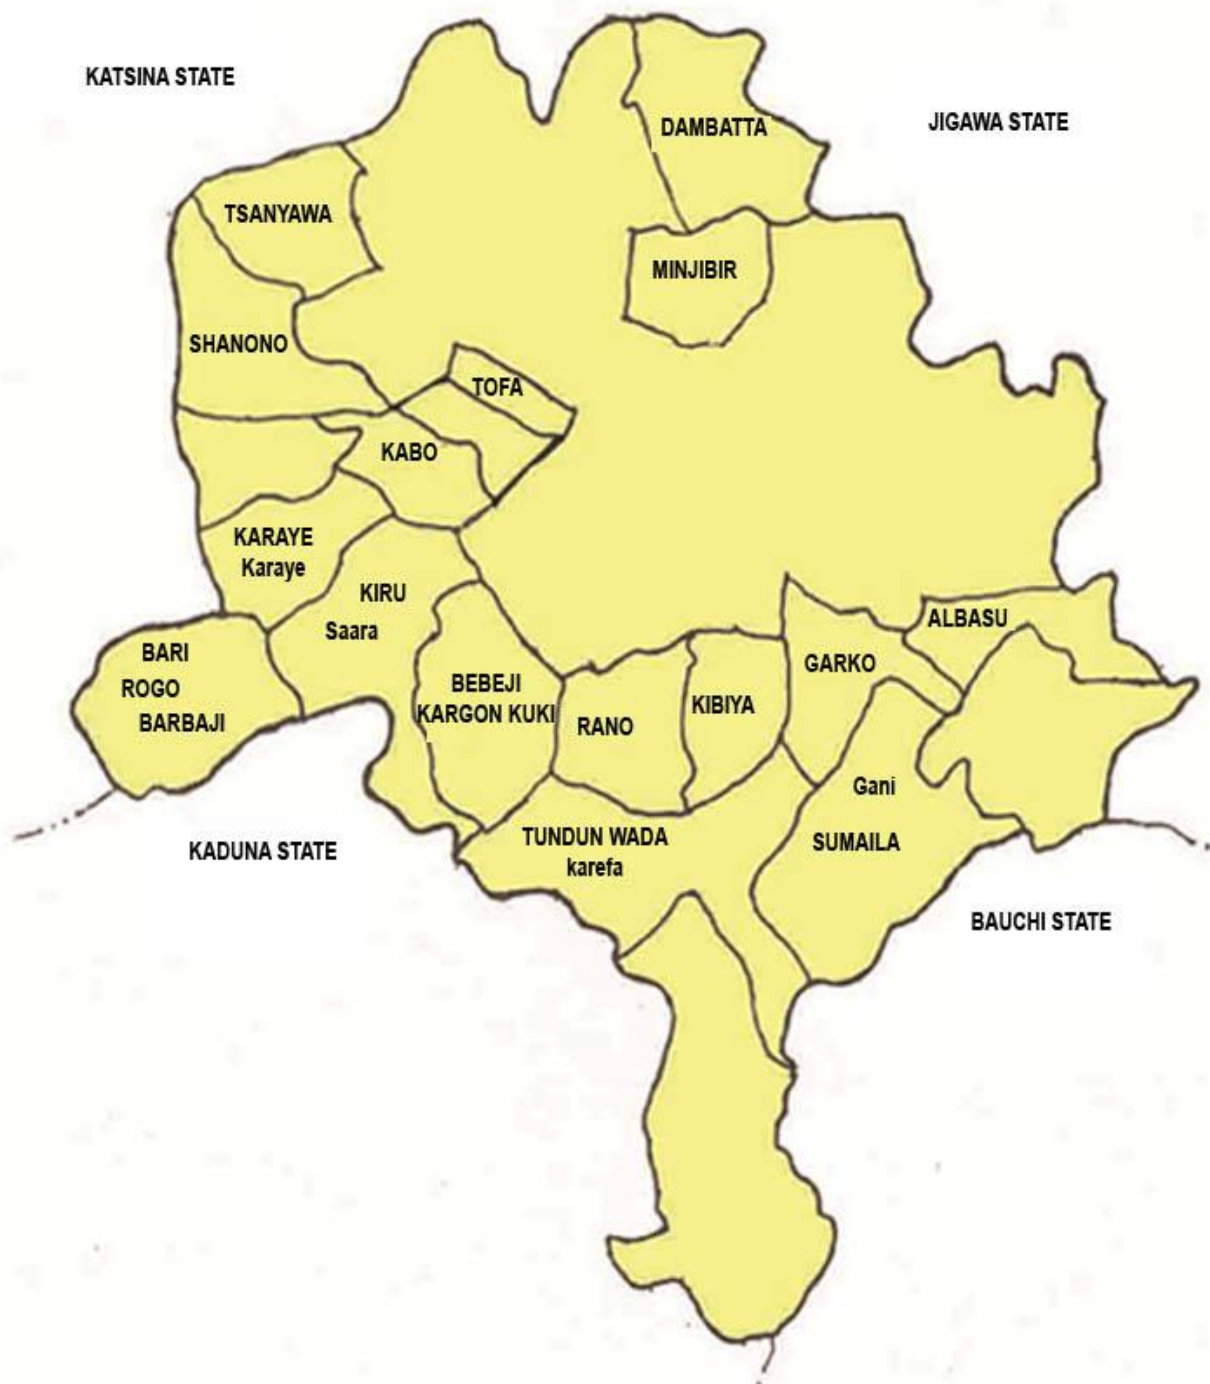 KATSINA STATE
JIGAWA STATE
DAMBATTA
TSANYAWA
MINJIBIR
SHANONO
TOFA
KABO
KARAYE
Karaye
KIRU
Saara
ALBASU
BARI
ROGO
BARBAJI
BEBEJI
KARGON KUKI
RANO
KIBIYA
GARKO
Gani
SUMAILA
TUNDUN WADA
karefa
KADUNA STATE
BAUCHI STATE